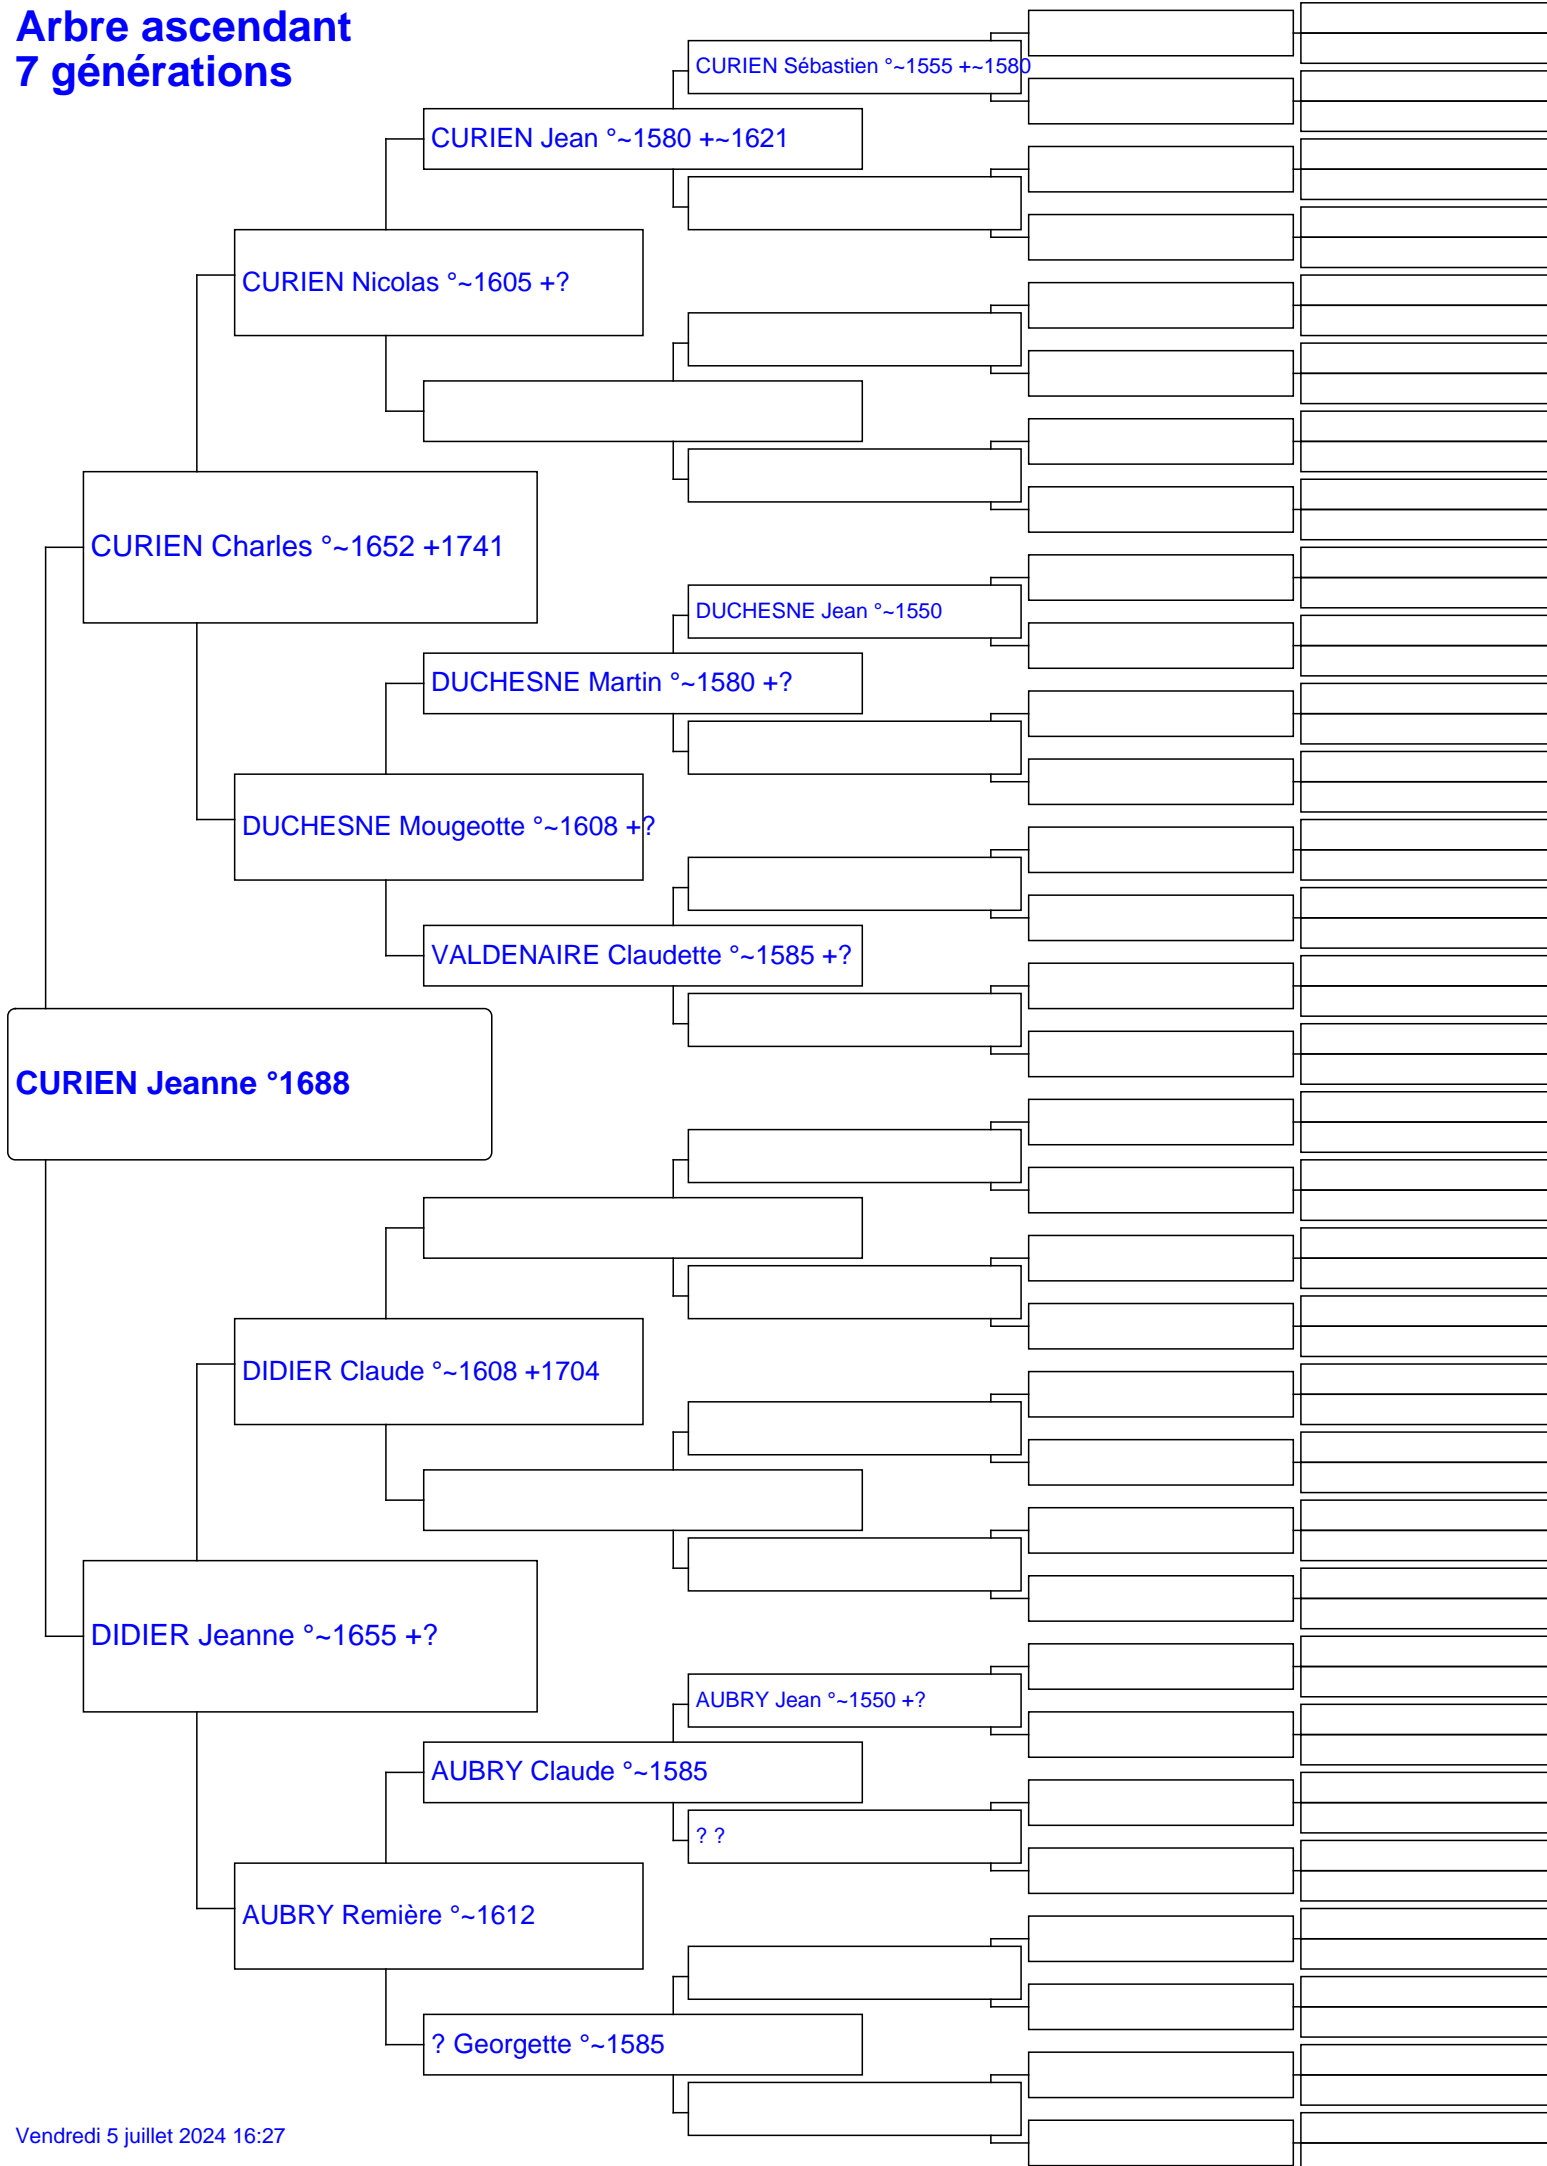 Arbre ascendant
7 générations
CURIEN Sébastien °~1555 +~1580
CURIEN Jean °~1580 +~1621
CURIEN Nicolas °~1605 +?
CURIEN Charles °~1652 +1741
DUCHESNE Jean °~1550
DUCHESNE Martin °~1580 +?
DUCHESNE Mougeotte °~1608 +?
VALDENAIRE Claudette °~1585 +?
CURIEN Jeanne °1688
DIDIER Claude °~1608 +1704
DIDIER Jeanne °~1655 +?
AUBRY Jean °~1550 +?
AUBRY Claude °~1585
? ?
AUBRY Remière °~1612
? Georgette °~1585
Vendredi 5 juillet 2024 16:27